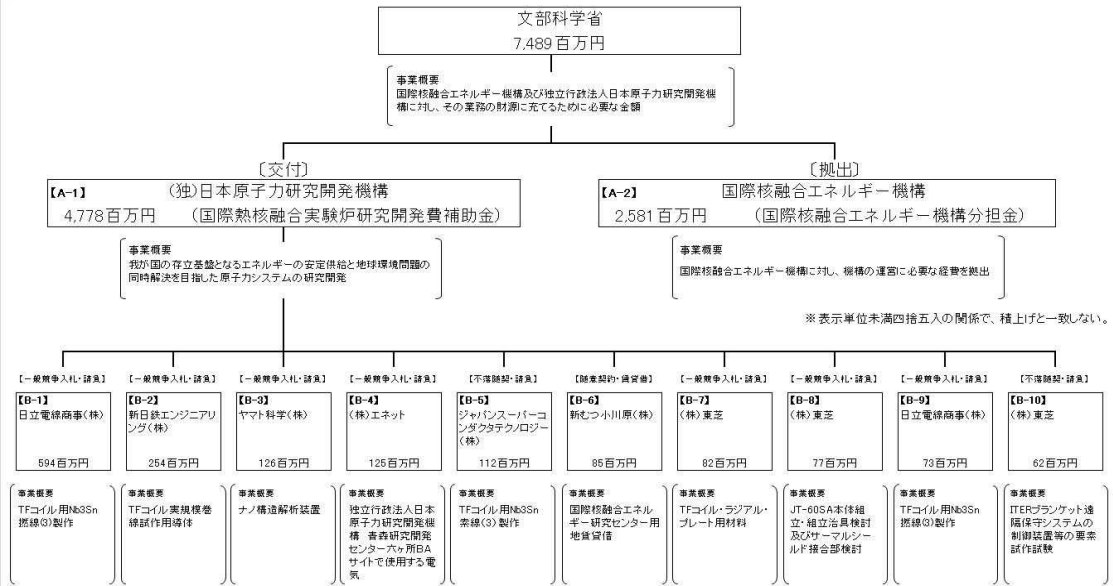 文部科学省
7,489百万円
事業概要
国際核融合エネルギー機構及び独立行政法人日本原子力研究開発機
構に対し、その業務の財源に充てるために必要な金額
〔交付〕
【A-1】 (独)日本原子力研究開発機構
4,778百万円 (国際熱核融合実験炉研究開発費補助金)
事業概要
我が国の存立基盤となるエネルギーの安定供給と地球環境問題の
同時解決を目指した原子力システムの研究開発
〔拠出〕
【A-2】 国際核融合エネルギー機構
2,581百万円 (国際核融合エネルギー機構分担金)
事業概要
国際核融合エネルギー機構に対し、機構の運営に必要な経費を拠出
※表示単位未満四捨五入の関係で、積上げと一致しない。
【一般競争入札・請負】
【B-1】
日立電線商事(株)
594百万円
事業概要
TFコイル用Nb3Sn
撚線(3)製作
【一般競争入札・請負】
【B-2】
新日鉄エンジニアリ
ング(株)
254百万円
事業概要
TFコイル実規模巻
線試作用導体
【一般競争入札・請負】
【B-3】
ヤマト科学(株)
126百万円
事業概要
ナノ構造解析装置
【一般競争入札・請負】
【B-4】
(株)エネット
125百万円
事業概要
独立行政法人日本
原子力研究開発機
構 青森研究開発
センター六ヶ所BA
サイトで使用する電
気
【不落随契・請負】
【B-5】
ジャパンスーパーコ
ンダクタテクノロジー
(株)
112百万円
事業概要
TFコイル用Nb3Sn
素線(3)製作
【随意契約・賃貸借】
【B-6】
新むつ小川原(株)
85百万円
事業概要
国際核融合エネル
ギー研究センター用
地賃貸借
【一般競争入札・請負】
【B-7】
(株)東芝
82百万円
事業概要
TFコイル・ラジアル・
プレート用材料
【一般競争入札・請負】
【B-8】
(株)東芝
77百万円
事業概要
JT-60SA本体組
立・組立治具検討
及びサーマルシー
ルド接合部検討
【一般競争入札・請負】
【B-9】
日立電線商事(株)
73百万円
事業概要
TFコイル用Nb3Sn
撚線(3)製作
【不落随契・請負】
【B-10】
(株)東芝
62百万円
事業概要
ITERブランケット遠
隔保守システムの
制御装置等の要素
試作試験